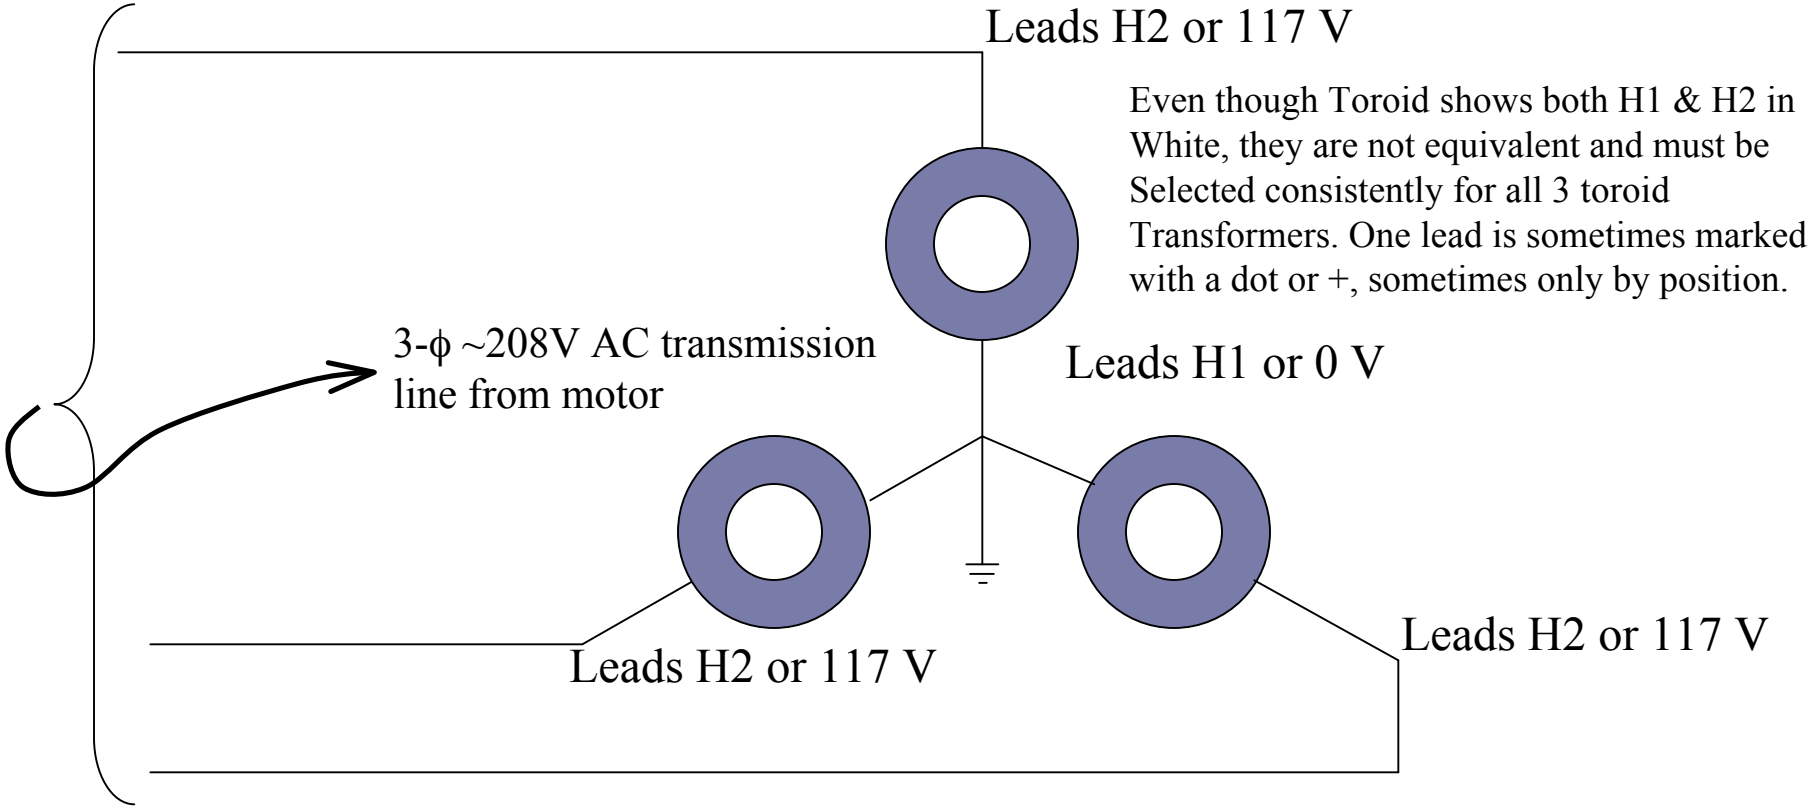 Leads H2 or 117 V
Even though Toroid shows both H1 & H2 in
White, they are not equivalent and must be
Selected consistently for all 3 toroid
Transformers. One lead is sometimes marked
with a dot or +, sometimes only by position.
3-ϕ ~208V AC transmission
line from motor
Leads H1 or 0 V
Leads H2 or 117 V
Leads H2 or 117 V